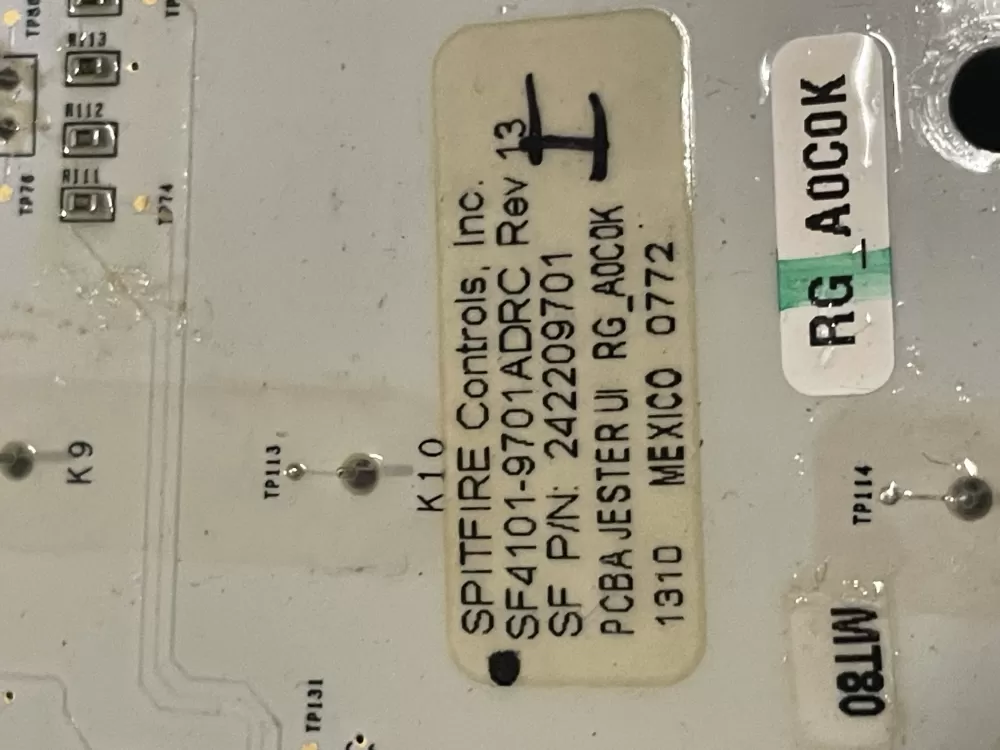 SPITFIRE Controls, Inc.
SF4101-9701ADRC Rev 13
SF P/N: 242209701
PCBA JESTER UI RG_A0C0K
1310 MEXICO 0772
I
RG_A0C0K
MT80
R113
R112
R111
TP76
TP74
K9
TP113
K10
TP114
TP131